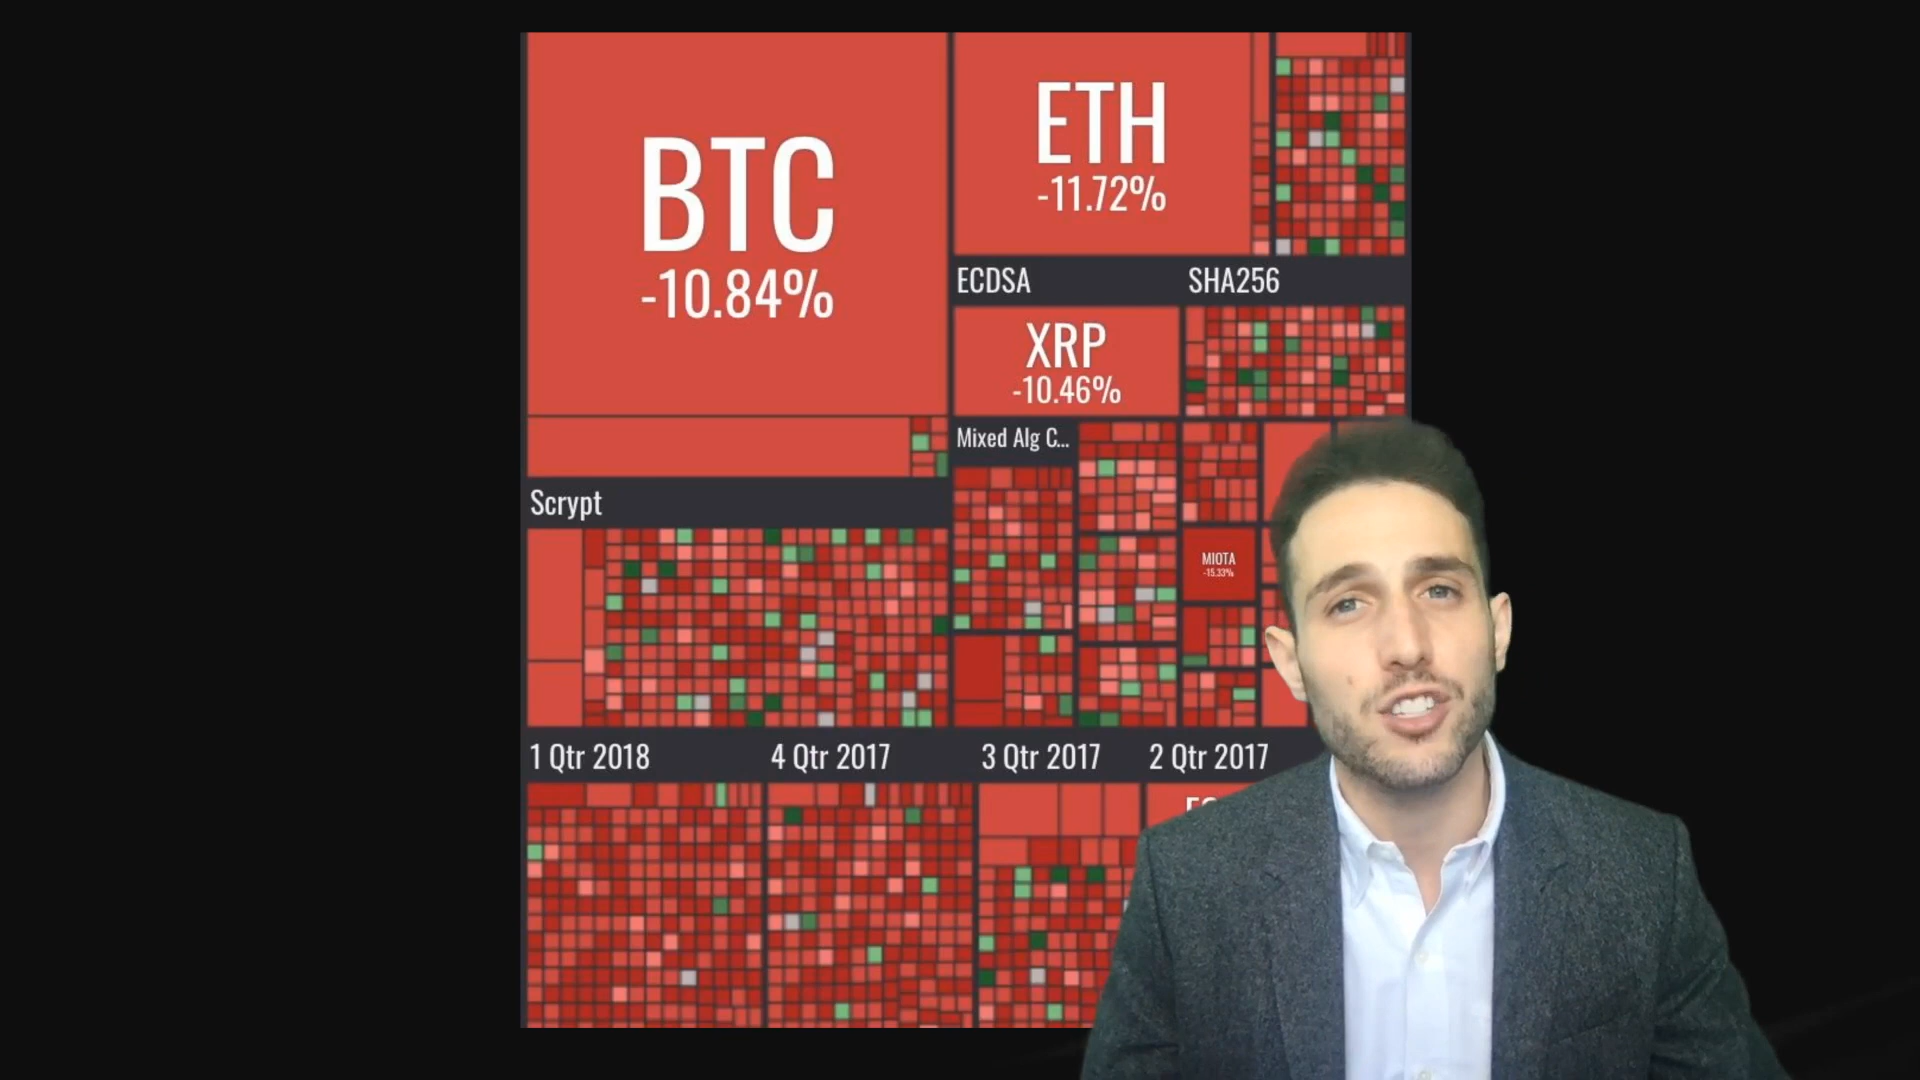 BTC
-10.84%
ETH
-11.72%
ECDSA
SHA256
XRP
-10.46%
Mixed Alg C...
Scrypt
MIOTA
-15.33%
1 Qtr 2018
4 Qtr 2017
3 Qtr 2017
2 Qtr 2017